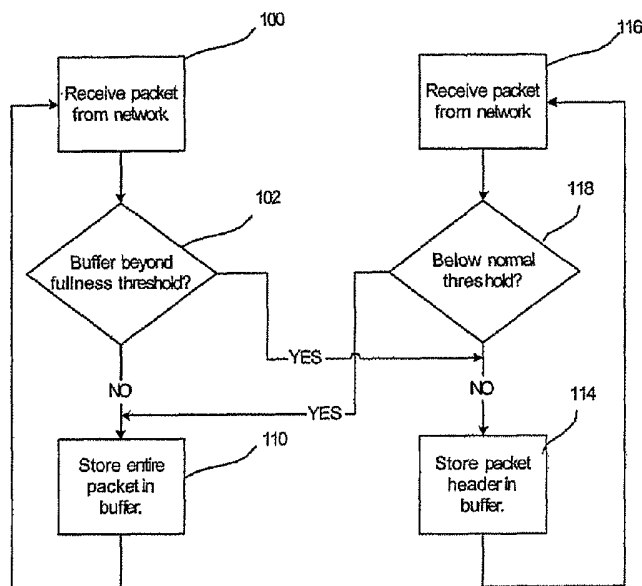 100
Receive packet
from network
102
Buffer beyond
fullness threshold?
YES
NO
110
Store entire
packet in
buffer.
116
Receive packet
from network
118
Below normal
threshold?
YES
NO
114
Store packet
header in
buffer.